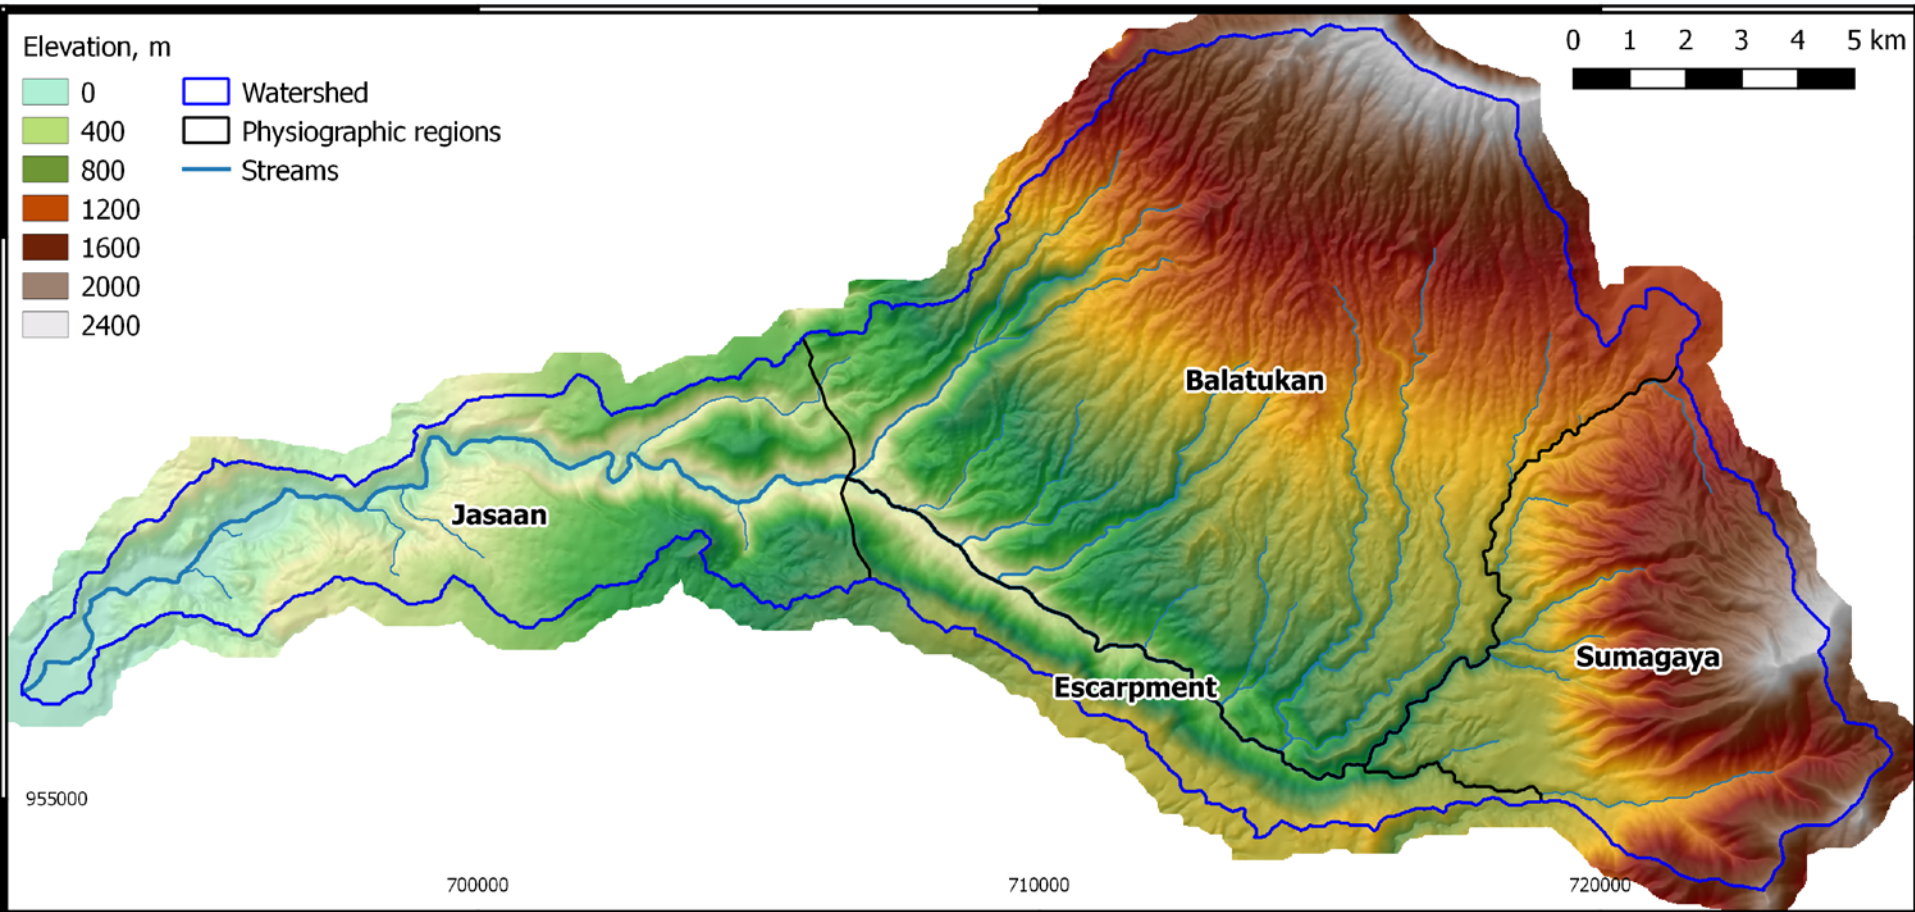 Elevation, m
0
400
800
1200
1600
2000
2400
Watershed
Physiographic regions
Streams
0 1 2 3 4 5 km
Balatukan
Jasaan
Sumagaya
Escarpment
955000
700000 710000 720000